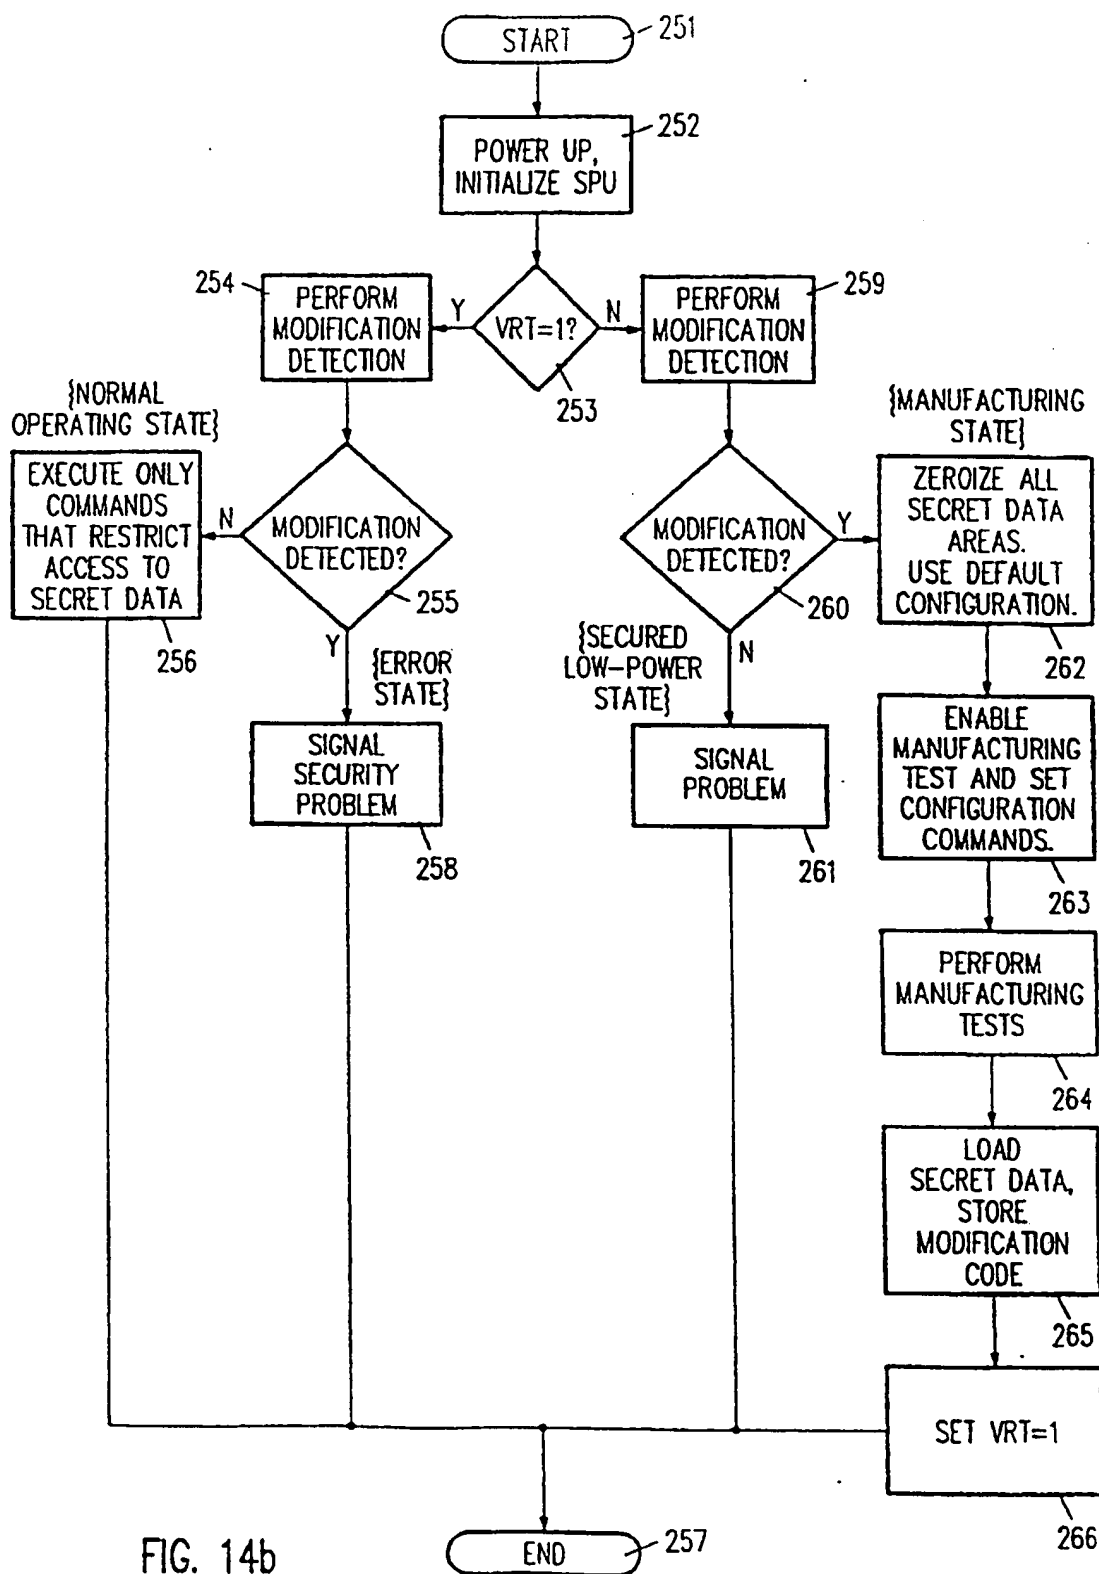 START
251
POWER UP,
INITIALIZE SPU
252
VRT=1?
253
Y
N
254
PERFORM
MODIFICATION
DETECTION
259
PERFORM
MODIFICATION
DETECTION
{NORMAL
OPERATING STATE}
EXECUTE ONLY
COMMANDS
THAT RESTRICT
ACCESS TO
SECRET DATA
256
N
MODIFICATION
DETECTED?
255
Y
{ERROR
STATE}
SIGNAL
SECURITY
PROBLEM
258
MODIFICATION
DETECTED?
260
Y
N
{SECURED
LOW-POWER
STATE}
SIGNAL
PROBLEM
261
{MANUFACTURING
STATE}
ZEROIZE ALL
SECRET DATA
AREAS.
USE DEFAULT
CONFIGURATION.
262
ENABLE
MANUFACTURING
TEST AND SET
CONFIGURATION
COMMANDS.
263
PERFORM
MANUFACTURING
TESTS
264
LOAD
SECRET DATA,
STORE
MODIFICATION
CODE
265
SET VRT=1
266
END
257
FIG. 14b